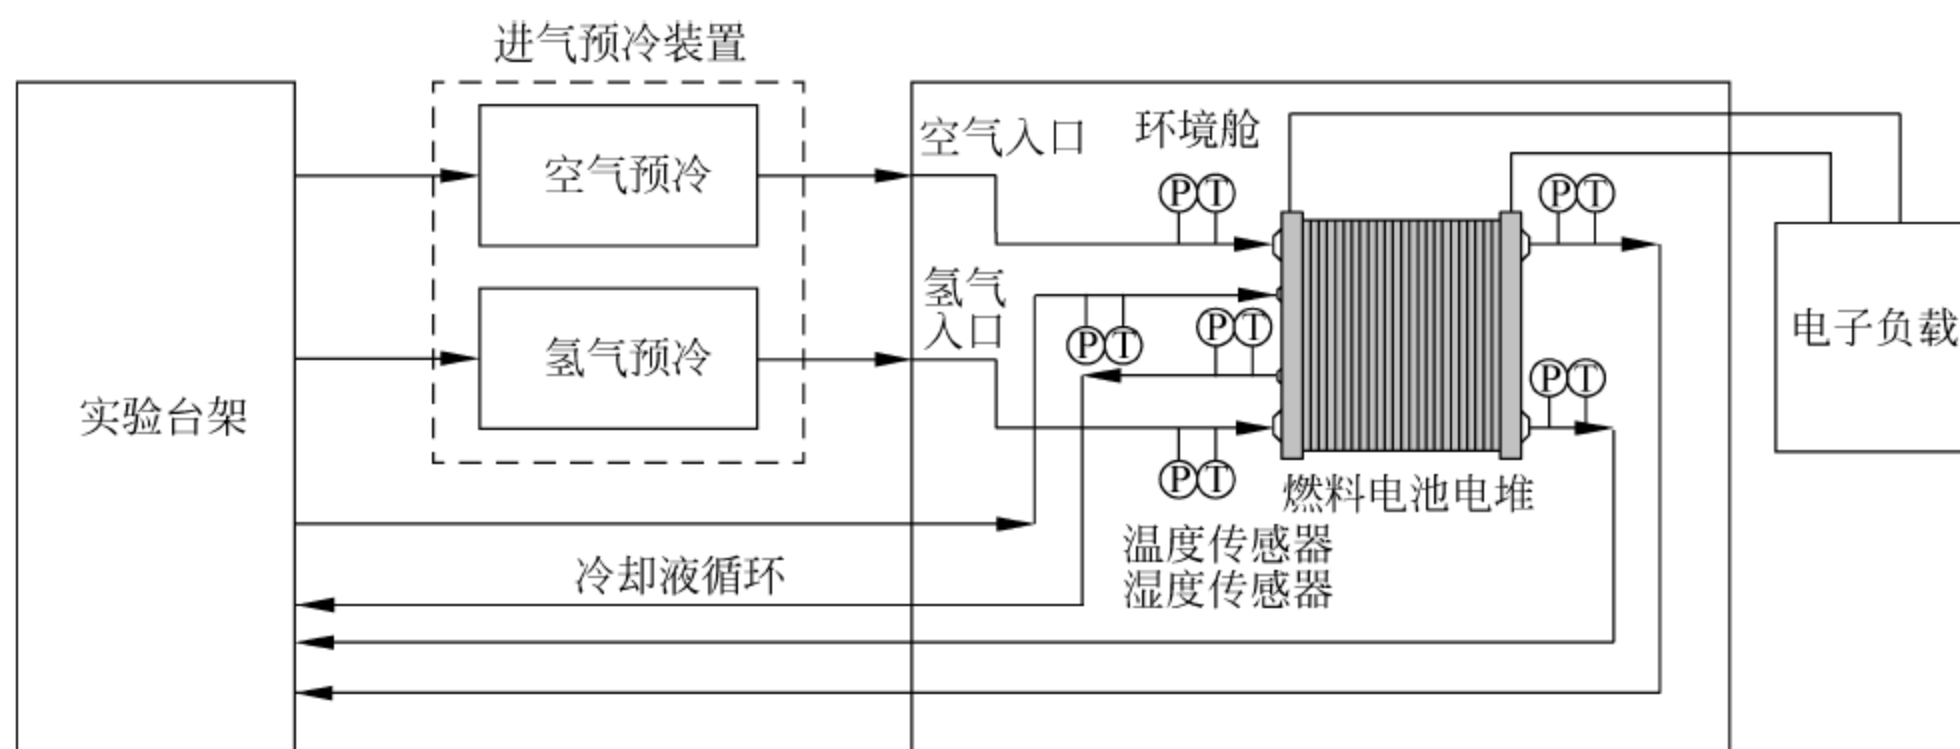 进气预冷装置
空气预冷
氢气预冷
实验台架
冷却液循环
空气入口
环境舱
氢气
入口
P T
P T
P T
P T
P T
P T
燃料电池电堆
温度传感器
湿度传感器
电子负载